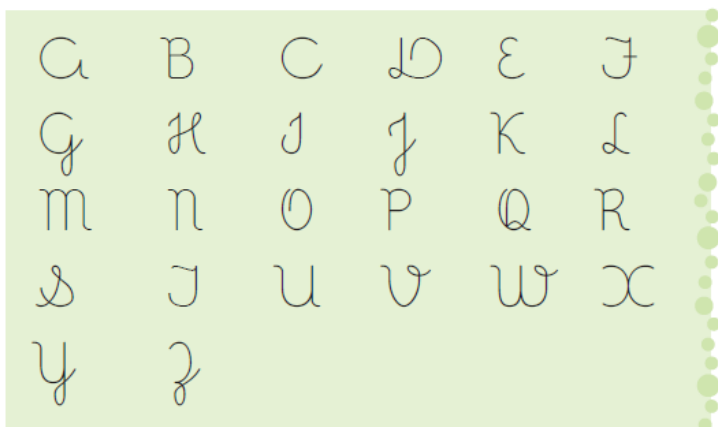 A B C D E F
G H I J K L
M N O P Q R
S T U V W X
Y Z